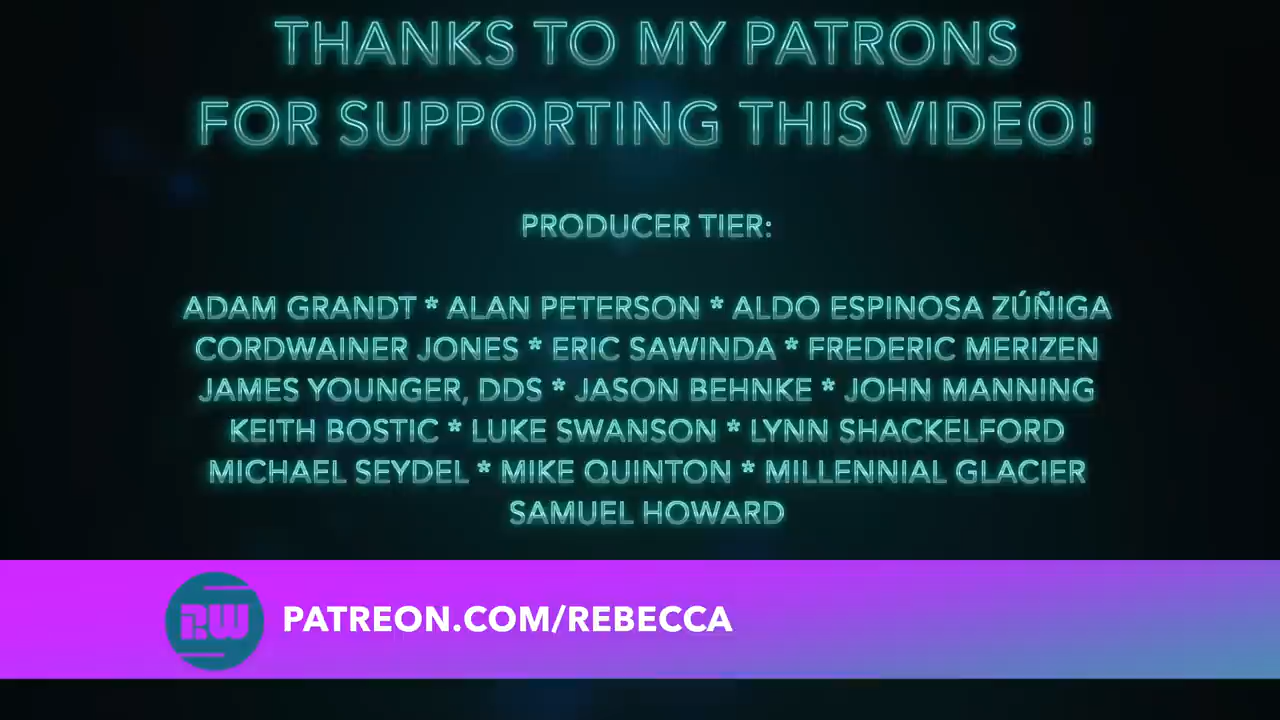 THANKS TO MY PATRONS
FOR SUPPORTING THIS VIDEO!
PRODUCER TIER:
ADAM GRANDT * ALAN PETERSON * ALDO ESPINOSA ZÚÑIGA
CORDWAINER JONES * ERIC SAWINDA * FREDERIC MERIZEN
JAMES YOUNGER, DDS * JASON BEHNKE * JOHN MANNING
KEITH BOSTIC * LUKE SWANSON * LYNN SHACKELFORD
MICHAEL SEYDEL * MIKE QUINTON * MILLENNIAL GLACIER
SAMUEL HOWARD
RW
PATREON.COM/REBECCA